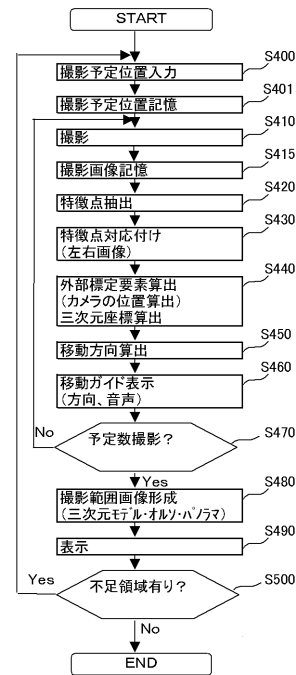 START
S400
撮影予定位置入力
S401
撮影予定位置記憶
S410
撮影
S415
撮影画像記憶
S420
特徴点抽出
S430
特徴点対応付け
(左右画像)
S440
外部標定要素算出
(カメラの位置算出)
三次元座標算出
S450
移動方向算出
S460
移動ガイド表示
(方向、音声)
No
S470
予定数撮影?
Yes
S480
撮影範囲画像形成
(三次元ﾓﾃﾞﾙ・オルソ・ﾊﾟﾉﾗﾏ)
S490
表示
Yes
S500
不足領域有り?
No
END